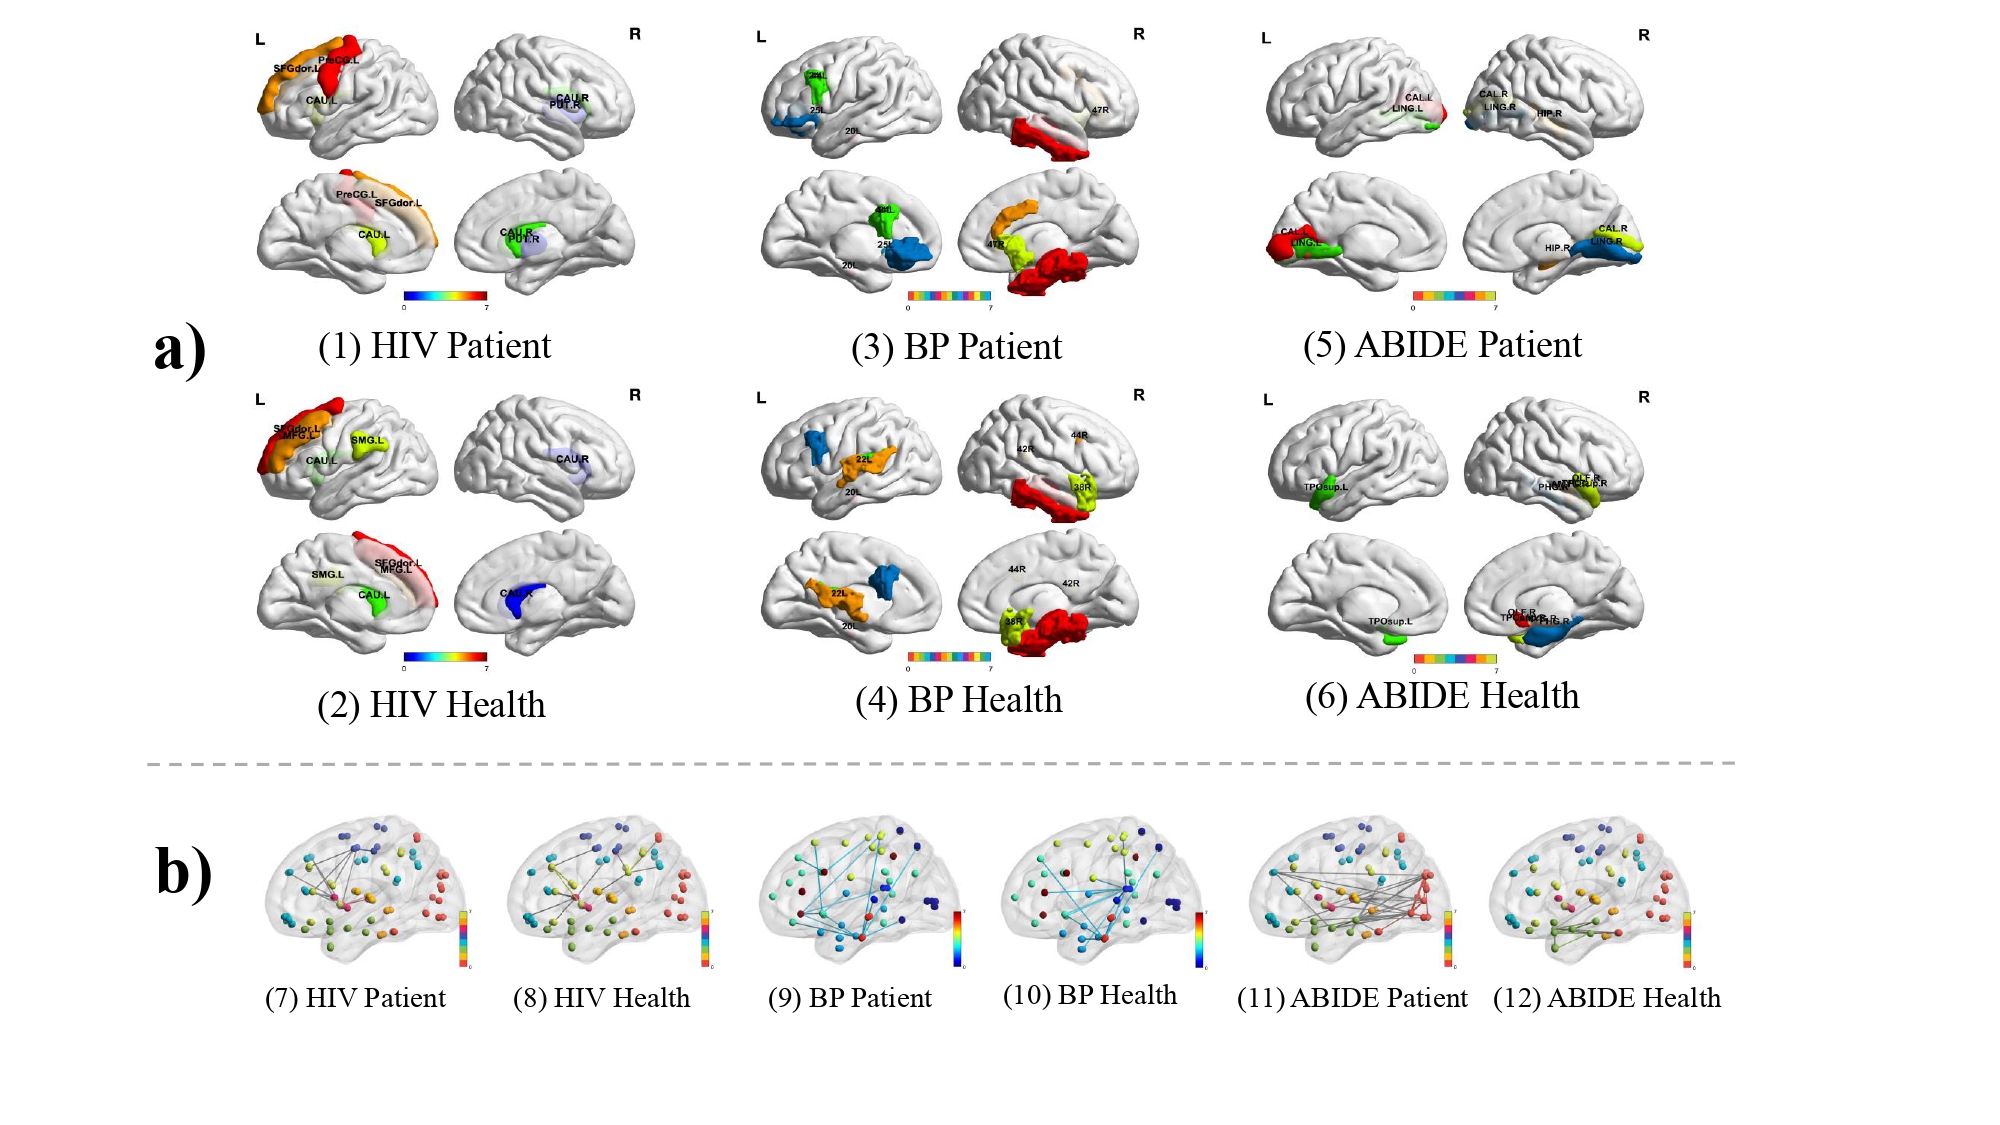 L R
SFGdor.L PreCG.L
CAU.L
CAU.R
PUT.R
PreCG.L
SFGdor.L
CAU.L
CAU.R
PUT.R
0 7
(1) HIV Patient
L R
25L
20L
47R
25L
20L
47R
0 7
(3) BP Patient
L R
CAL.L
LING.L
CAL.R
LING.R
HIP.R
CAL.L
LING.L
CAL.R
LING.R
HIP.R
0 7
(5) ABIDE Patient
a)
L R
SFGdor.L
MFG.L
SMG.L
CAU.L
CAU.R
SFGdor.L
MFG.L
SMG.L
CAU.L
CAU.R
0 7
(2) HIV Health
L R
22L
20L
44R
42R
38R
22L
20L
44R
42R
38R
0 7
(4) BP Health
L R
TPOsup.L
OLF.R
PHG.R
TPOsup.L
OLF.R
PHG.R
0 7
(6) ABIDE Health
b)
(7) HIV Patient
(8) HIV Health
(9) BP Patient
(10) BP Health
(11) ABIDE Patient
(12) ABIDE Health